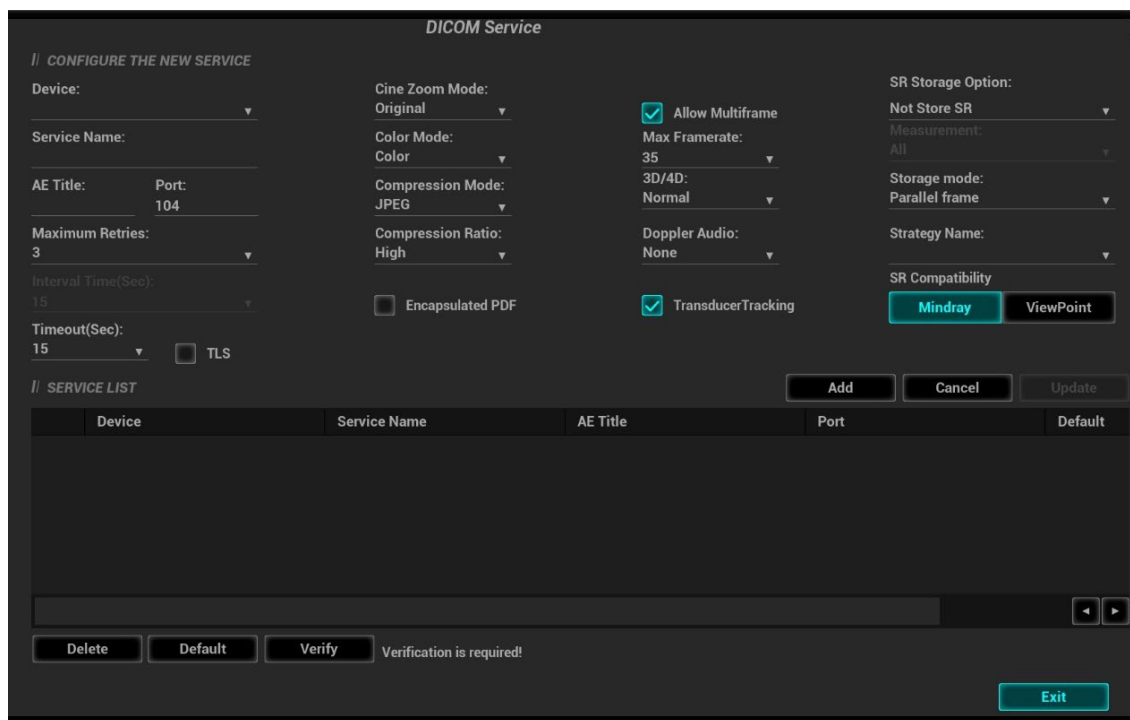 DICOM Service
// CONFIGURE THE NEW SERVICE
Device:
Service Name:
AE Title: Port:
104
Maximum Retries:
3
Interval Time(Sec):
15
Timeout(Sec):
15 TLS
Cine Zoom Mode:
Original
Color Mode:
Color
Compression Mode:
JPEG
Compression Ratio:
High
Encapsulated PDF
Allow Multiframe
Max Framerate:
35
3D/4D:
Normal
Doppler Audio:
None
TransducerTracking
SR Storage Option:
Not Store SR
Measurement:
All
Storage mode:
Parallel frame
Strategy Name:
SR Compatibility
Mindray ViewPoint
// SERVICE LIST
Add Cancel Update
Device Service Name AE Title Port Default
Delete Default Verify Verification is required!
Exit